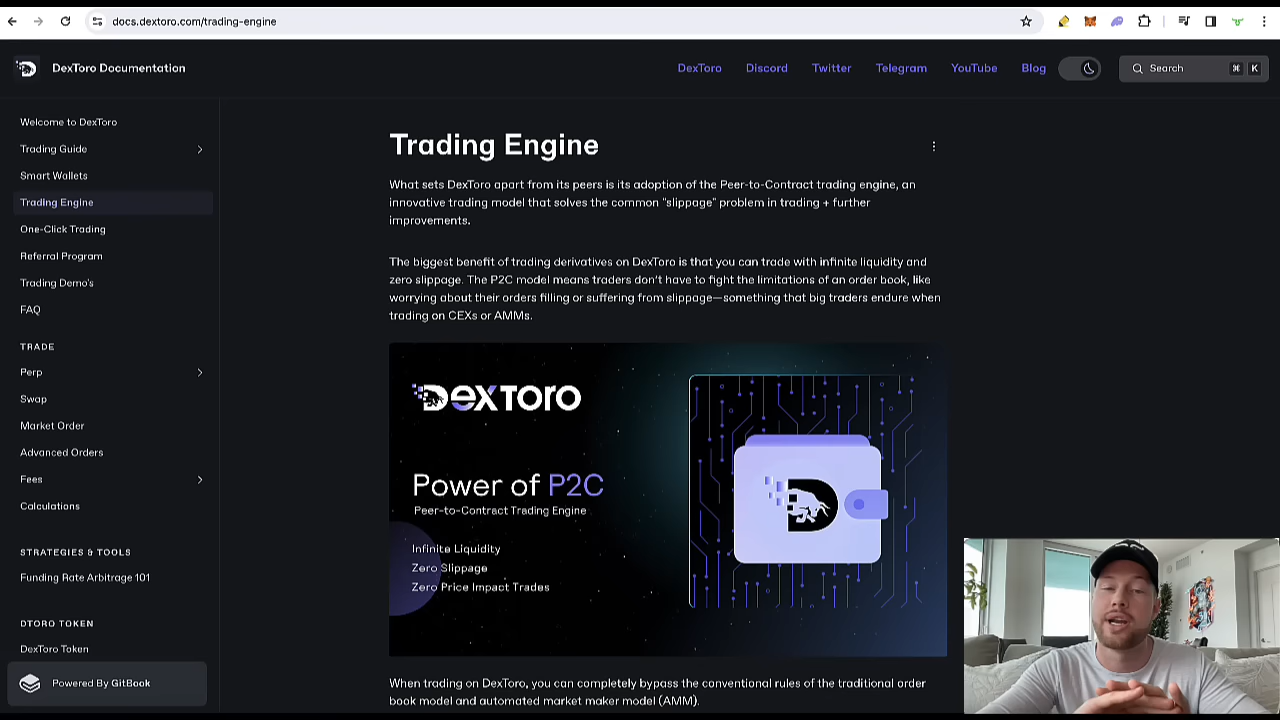 docs.dextoro.com/trading-engine
DexToro Documentation
DexToro
Discord
Twitter
Telegram
YouTube
Blog
Search
⌘
K
Welcome to DexToro
Trading Guide
Smart Wallets
Trading Engine
One-Click Trading
Referral Program
Trading Demo's
FAQ
TRADE
Perp
Swap
Market Order
Advanced Orders
Fees
Calculations
STRATEGIES & TOOLS
Funding Rate Arbitrage 101
DTORO TOKEN
DexToro Token
Powered By GitBook
Trading Engine
What sets DexToro apart from its peers is its adoption of the Peer-to-Contract trading engine, an
innovative trading model that solves the common "slippage" problem in trading + further
improvements.
The biggest benefit of trading derivatives on DexToro is that you can trade with infinite liquidity and
zero slippage. The P2C model means traders don't have to fight the limitations of an order book, like
worrying about their orders filling or suffering from slippage—something that big traders endure when
trading on CEXs or AMMs.
DEXTORO
Power of P2C
Peer-to-Contract Trading Engine
Infinite Liquidity
Zero Slippage
Zero Price Impact Trades
When trading on DexToro, you can completely bypass the conventional rules of the traditional order
book model and automated market maker model (AMM).